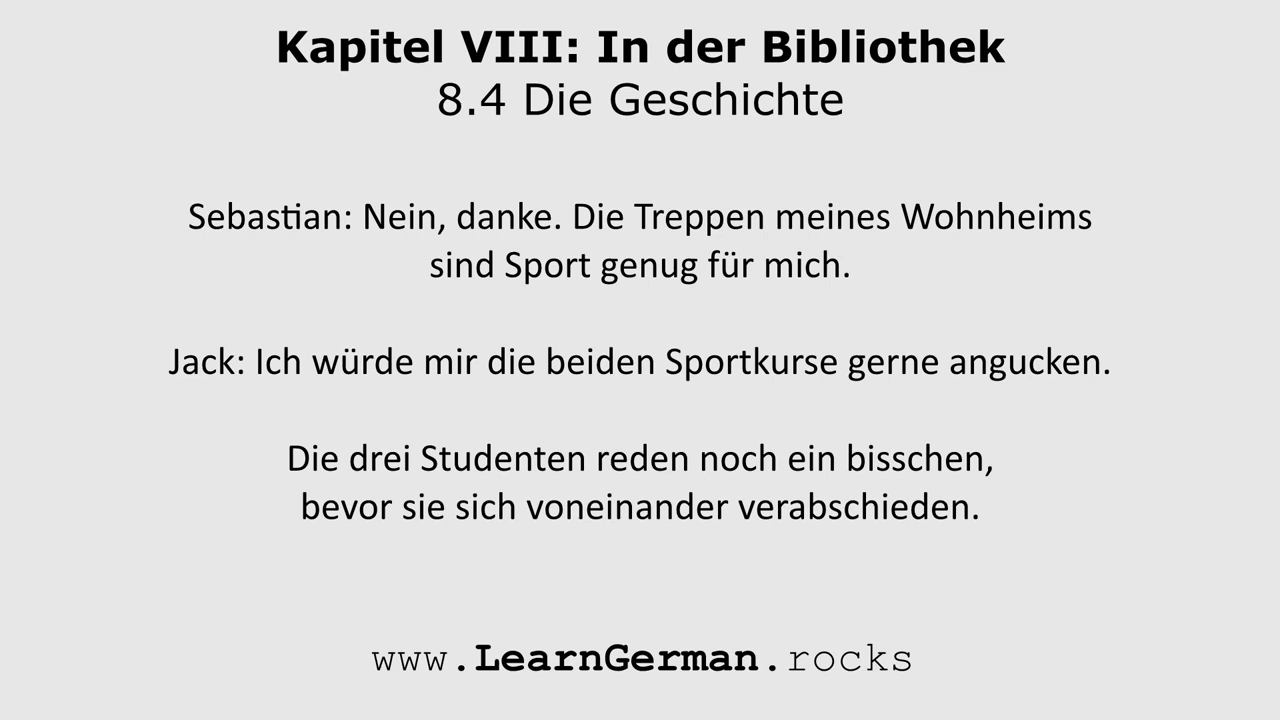 Kapitel VIII: In der Bibliothek
8.4 Die Geschichte
Sebastian: Nein, danke. Die Treppen meines Wohnheims
sind Sport genug für mich.
Jack: Ich würde mir die beiden Sportkurse gerne angucken.
Die drei Studenten reden noch ein bisschen,
bevor sie sich voneinander verabschieden.
www.LearnGerman.rocks